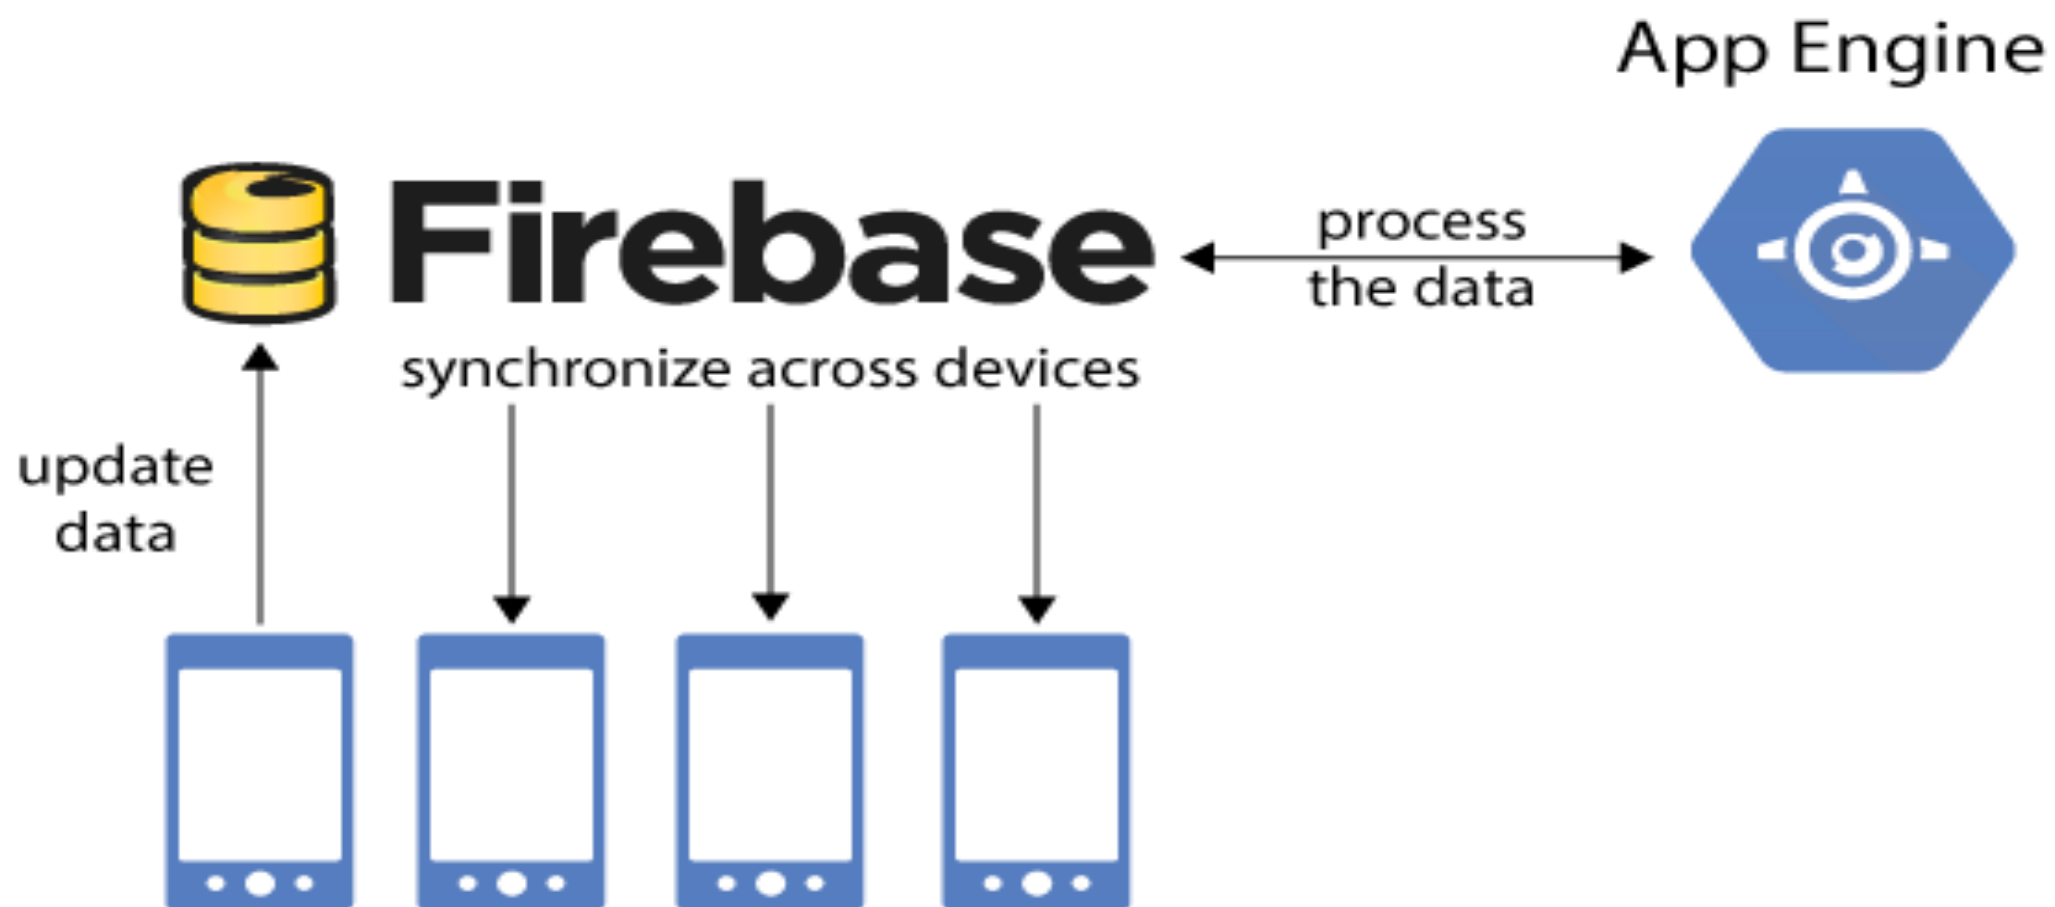 App Engine
Firebase
process
the data
synchronize across devices
update
data